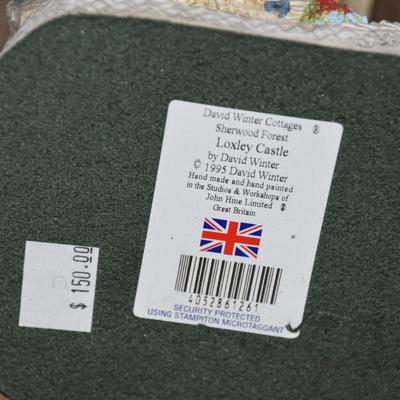 David Winter Cottages ®
Sherwood Forest
Loxley Castle
by David Winter
© 1995 David Winter
Hand made and hand painted
in the Studios & Workshops of
John Hine Limited
Great Britain
4052861261
SECURITY PROTECTED
USING STAMPITON MICROTAGGANT
$ 150.00